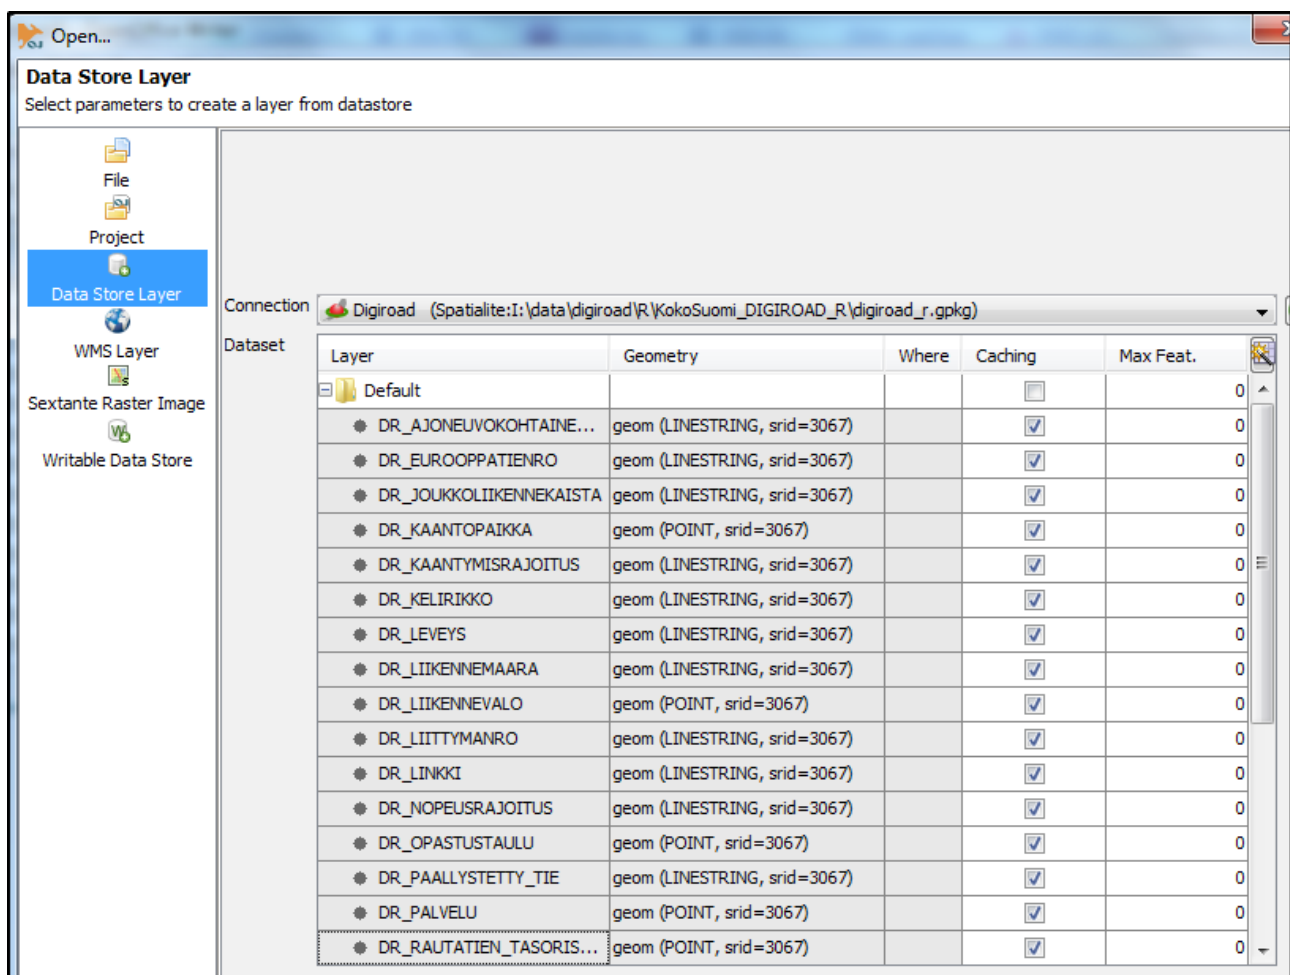 Open...
Data Store Layer
Select parameters to create a layer from datastore
File
Project
Data Store Layer
WMS Layer
Sextante Raster Image
Writable Data Store
Connection Digiroad (Spatialite:I:\data\digiroad\R\KokoSuomi_DIGIROAD_R\digiroad_r.gpkg)
Dataset
Layer Geometry Where Caching Max Feat.
Default 0
DR_AJONEUVOKOHTAINE... geom (LINESTRING, srid=3067) 0
DR_EUROOPPATIENRO geom (LINESTRING, srid=3067) 0
DR_JOUKKOLIIKENNEKAISTA geom (LINESTRING, srid=3067) 0
DR_KAANTOPAIKKA geom (POINT, srid=3067) 0
DR_KAANTYMISRAJOITUS geom (LINESTRING, srid=3067) 0
DR_KELIRIKKO geom (LINESTRING, srid=3067) 0
DR_LEVEYS geom (LINESTRING, srid=3067) 0
DR_LIIKENNEMAARA geom (LINESTRING, srid=3067) 0
DR_LIIKENNEVALO geom (POINT, srid=3067) 0
DR_LIITTYMANRO geom (LINESTRING, srid=3067) 0
DR_LINKKI geom (LINESTRING, srid=3067) 0
DR_NOPEUSRAJOITUS geom (LINESTRING, srid=3067) 0
DR_OPASTUSTAULU geom (POINT, srid=3067) 0
DR_PAALLYSTETTY_TIE geom (LINESTRING, srid=3067) 0
DR_PALVELU geom (POINT, srid=3067) 0
DR_RAUTATIEN_TASORIS... geom (POINT, srid=3067) 0